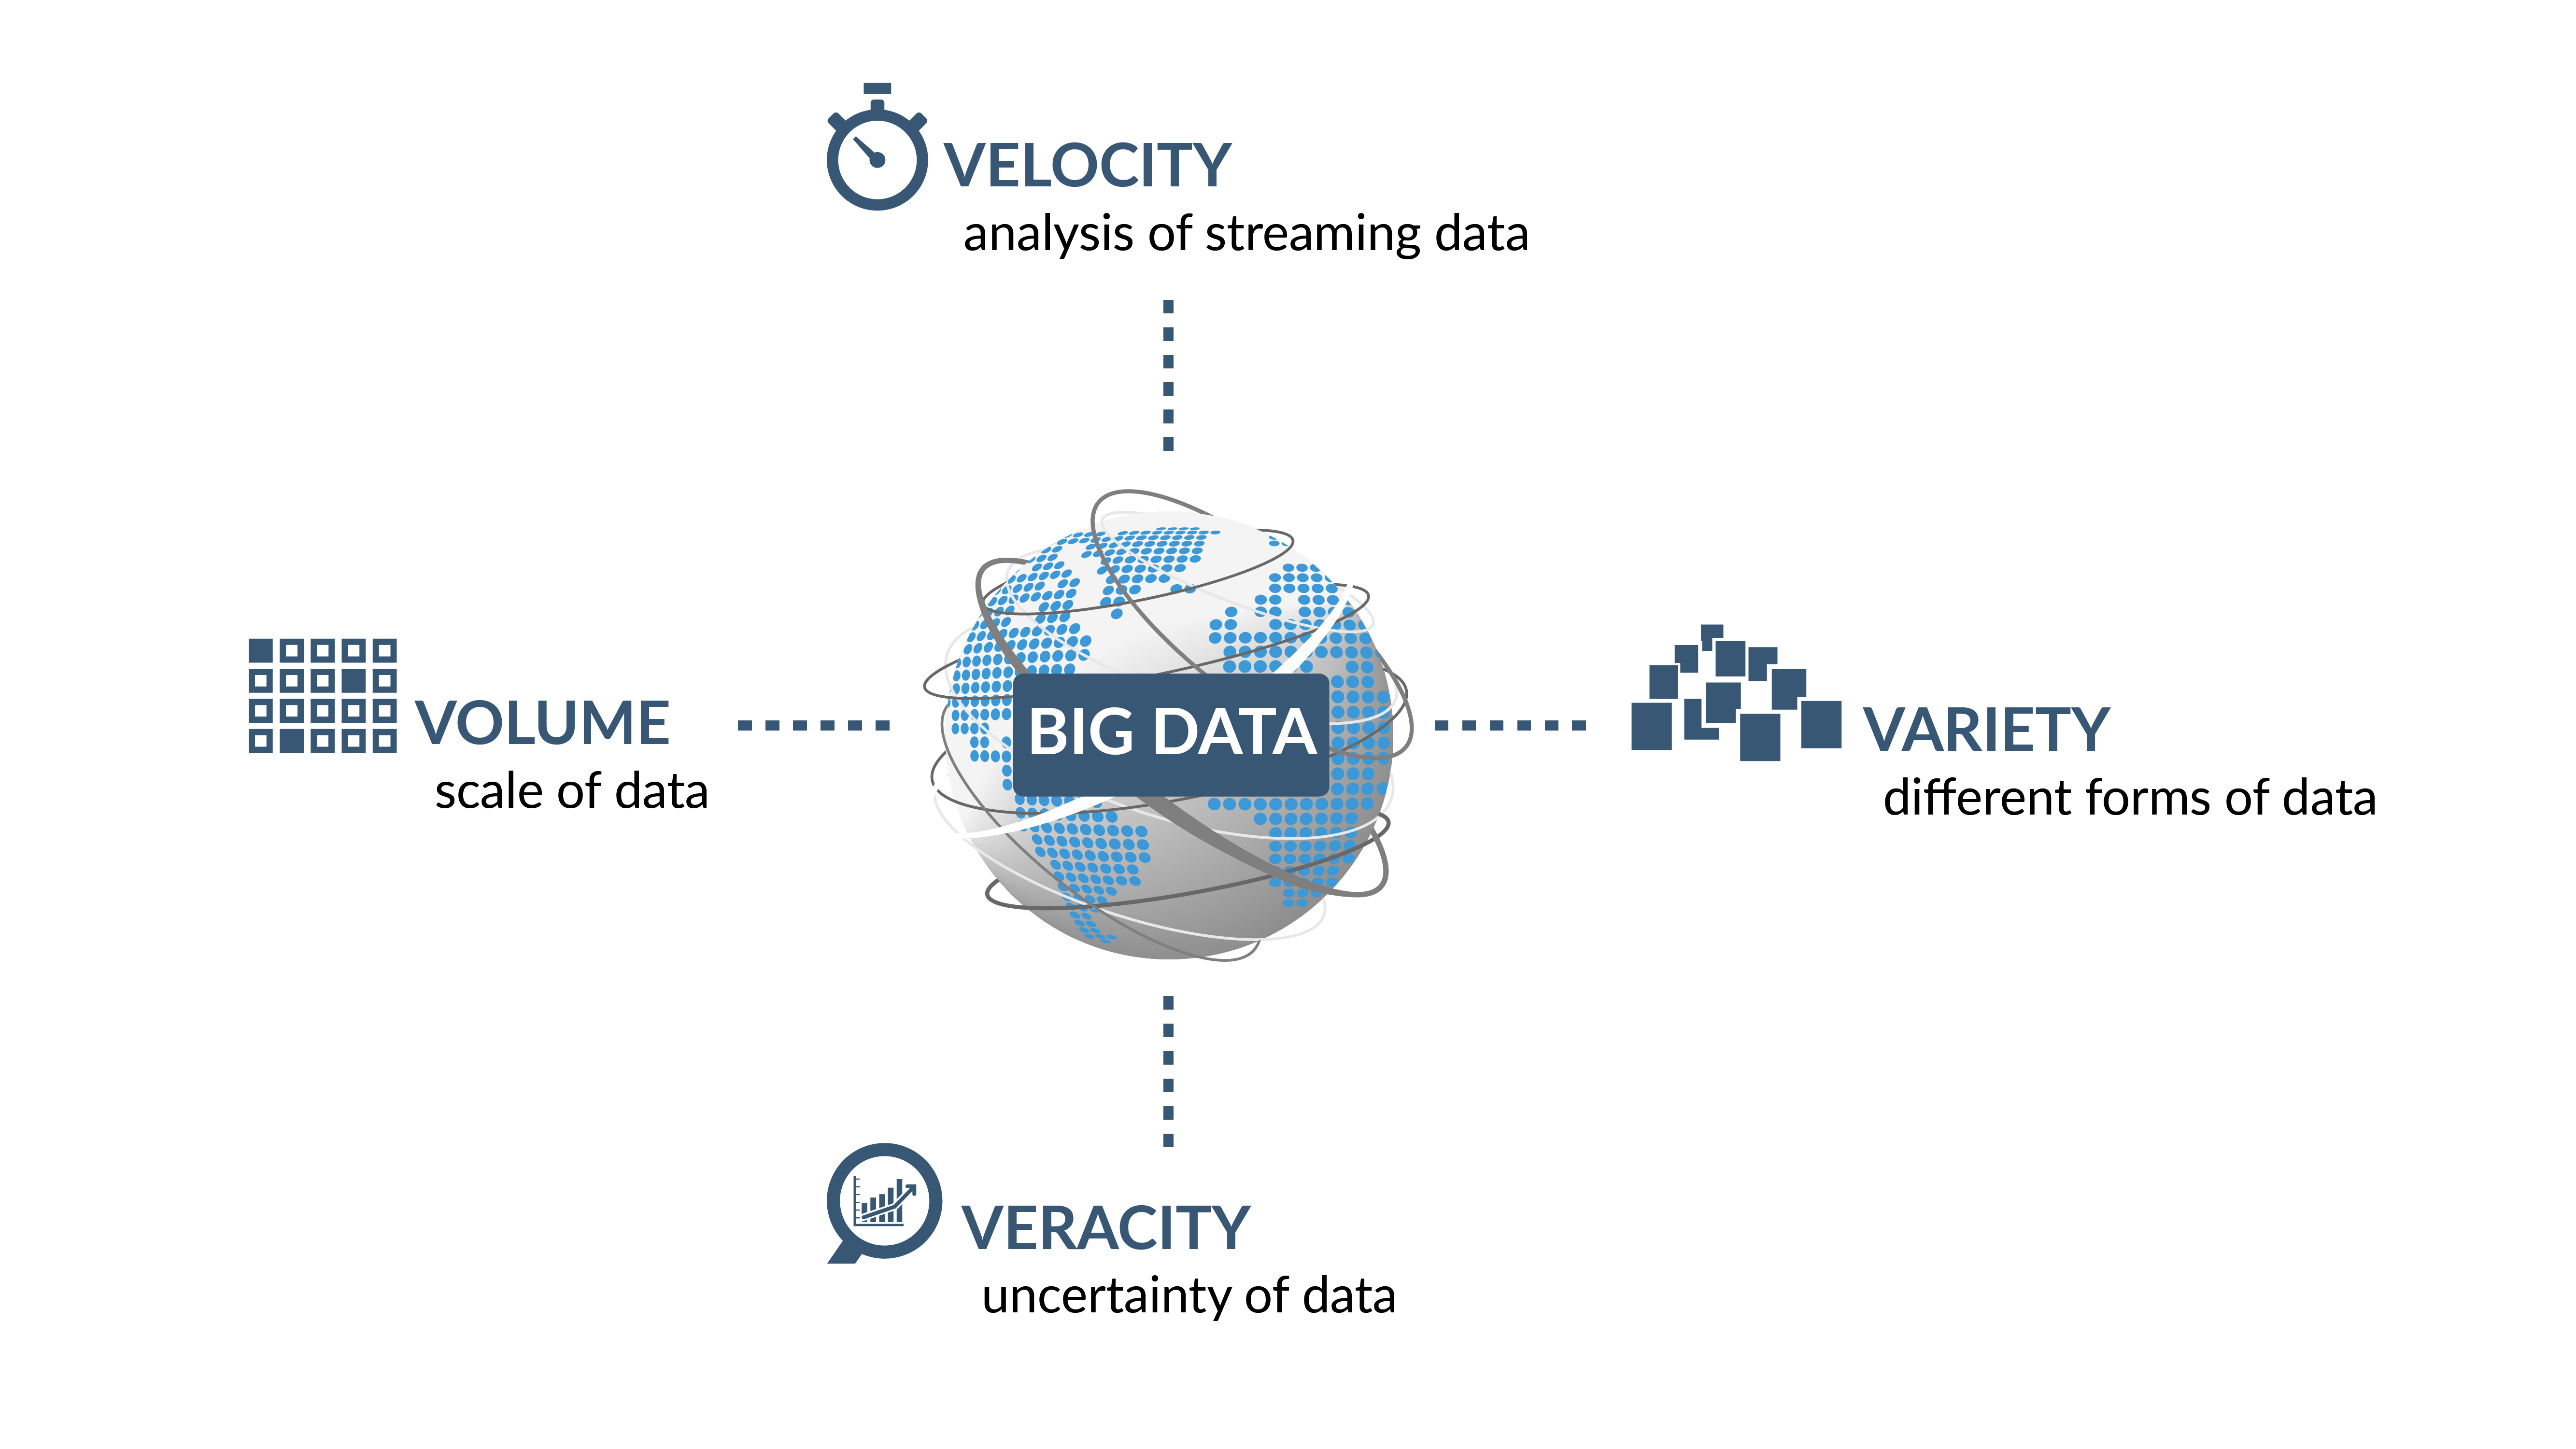 VELOCITY
analysis of streaming data
VOLUME
scale of data
BIG DATA
VARIETY
different forms of data
VERACITY
uncertainty of data